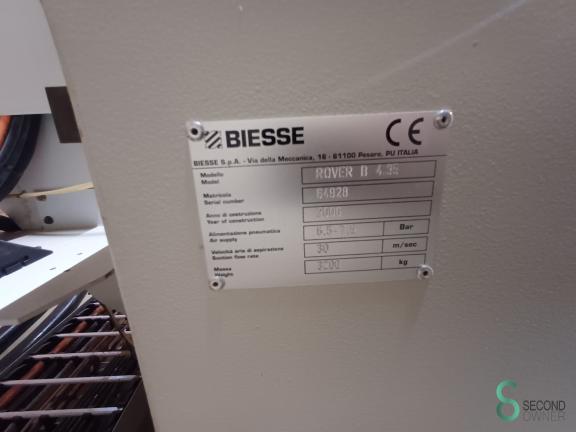 BIESSE CE
BIESSE S.p.A. - Via della Meccanica, 16 - 61100 Pesaro, PU ITALIA
Modello
Model ROVER B 4.35
Matricola
Serial number 64928
Anno di costruzione
Year of construction
Alimentazione pneumatica
Air supply Bar
Velocità aria di aspirazione
Suction flow rate 30 m/sec
Massa
Weight kg
SECOND
OWNER